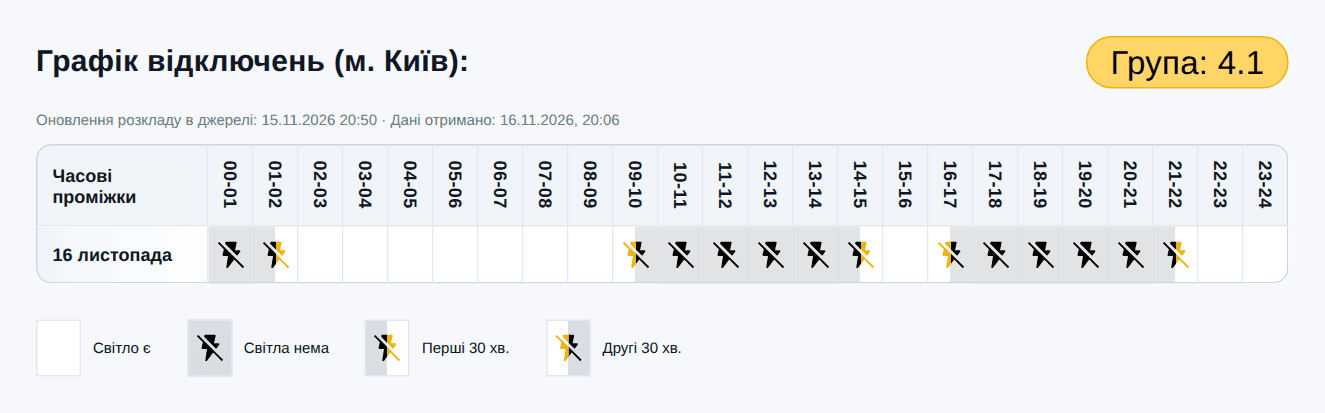 Графік відключень (м. Київ):
Група: 4.1
Оновлення розкладу в джерелі: 15.11.2026 20:50 · Дані отримано: 16.11.2026, 20:06
Часові
проміжки
00-01
01-02
02-03
03-04
04-05
05-06
06-07
07-08
08-09
09-10
10-11
11-12
12-13
13-14
14-15
15-16
16-17
17-18
18-19
19-20
20-21
21-22
22-23
23-24
16 листопада
Світло є
Світла нема
Перші 30 хв.
Другі 30 хв.